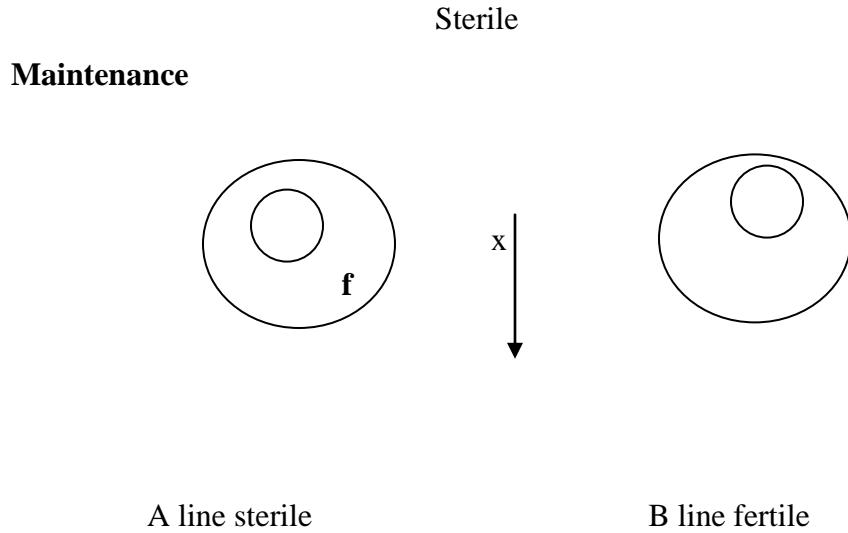 Sterile
Maintenance
x
f
A line sterile
B line fertile